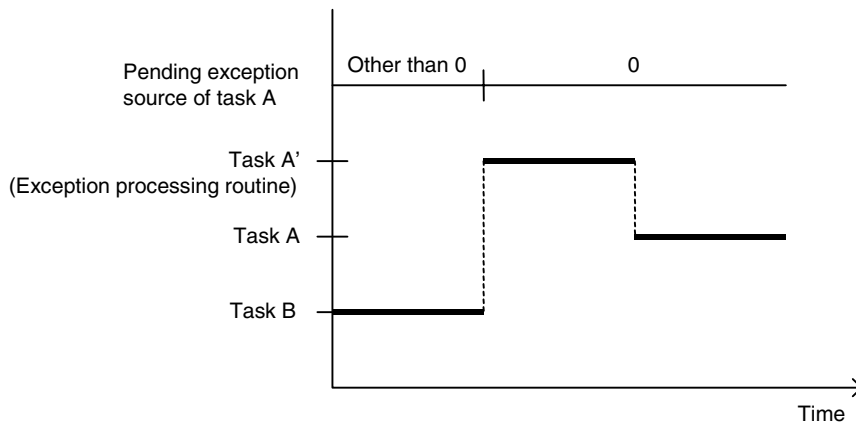 Pending exception
source of task A
Other than 0
0
Task A’
(Exception processing routine)
Task A
Task B
Time